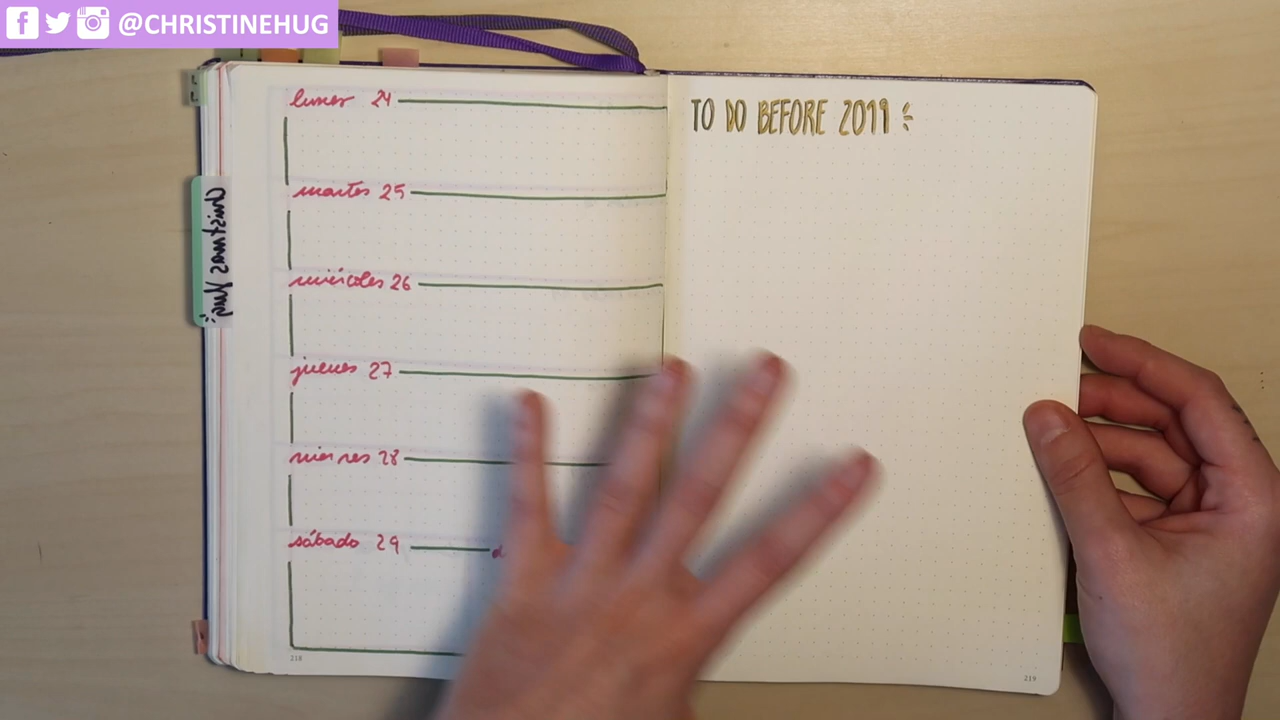 @CHRISTINEHUG
lunes 24
martes 25
miércoles 26
jueves 27
viernes 28
sábado 29
218
TO DO BEFORE 2019
219
Christmas